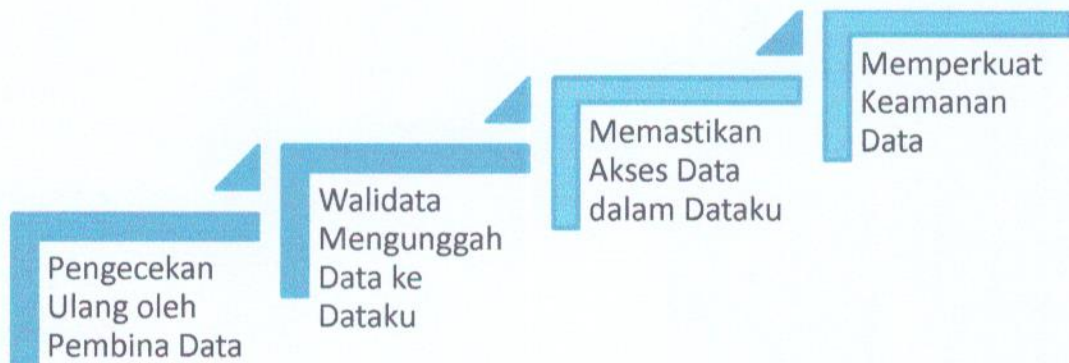 Pengecekan
Ulang oleh
Pembina Data
Walidata
Mengunggah
Data ke
Dataku
Memastikan
Akses Data
dalam Dataku
Memperkuat
Keamanan
Data